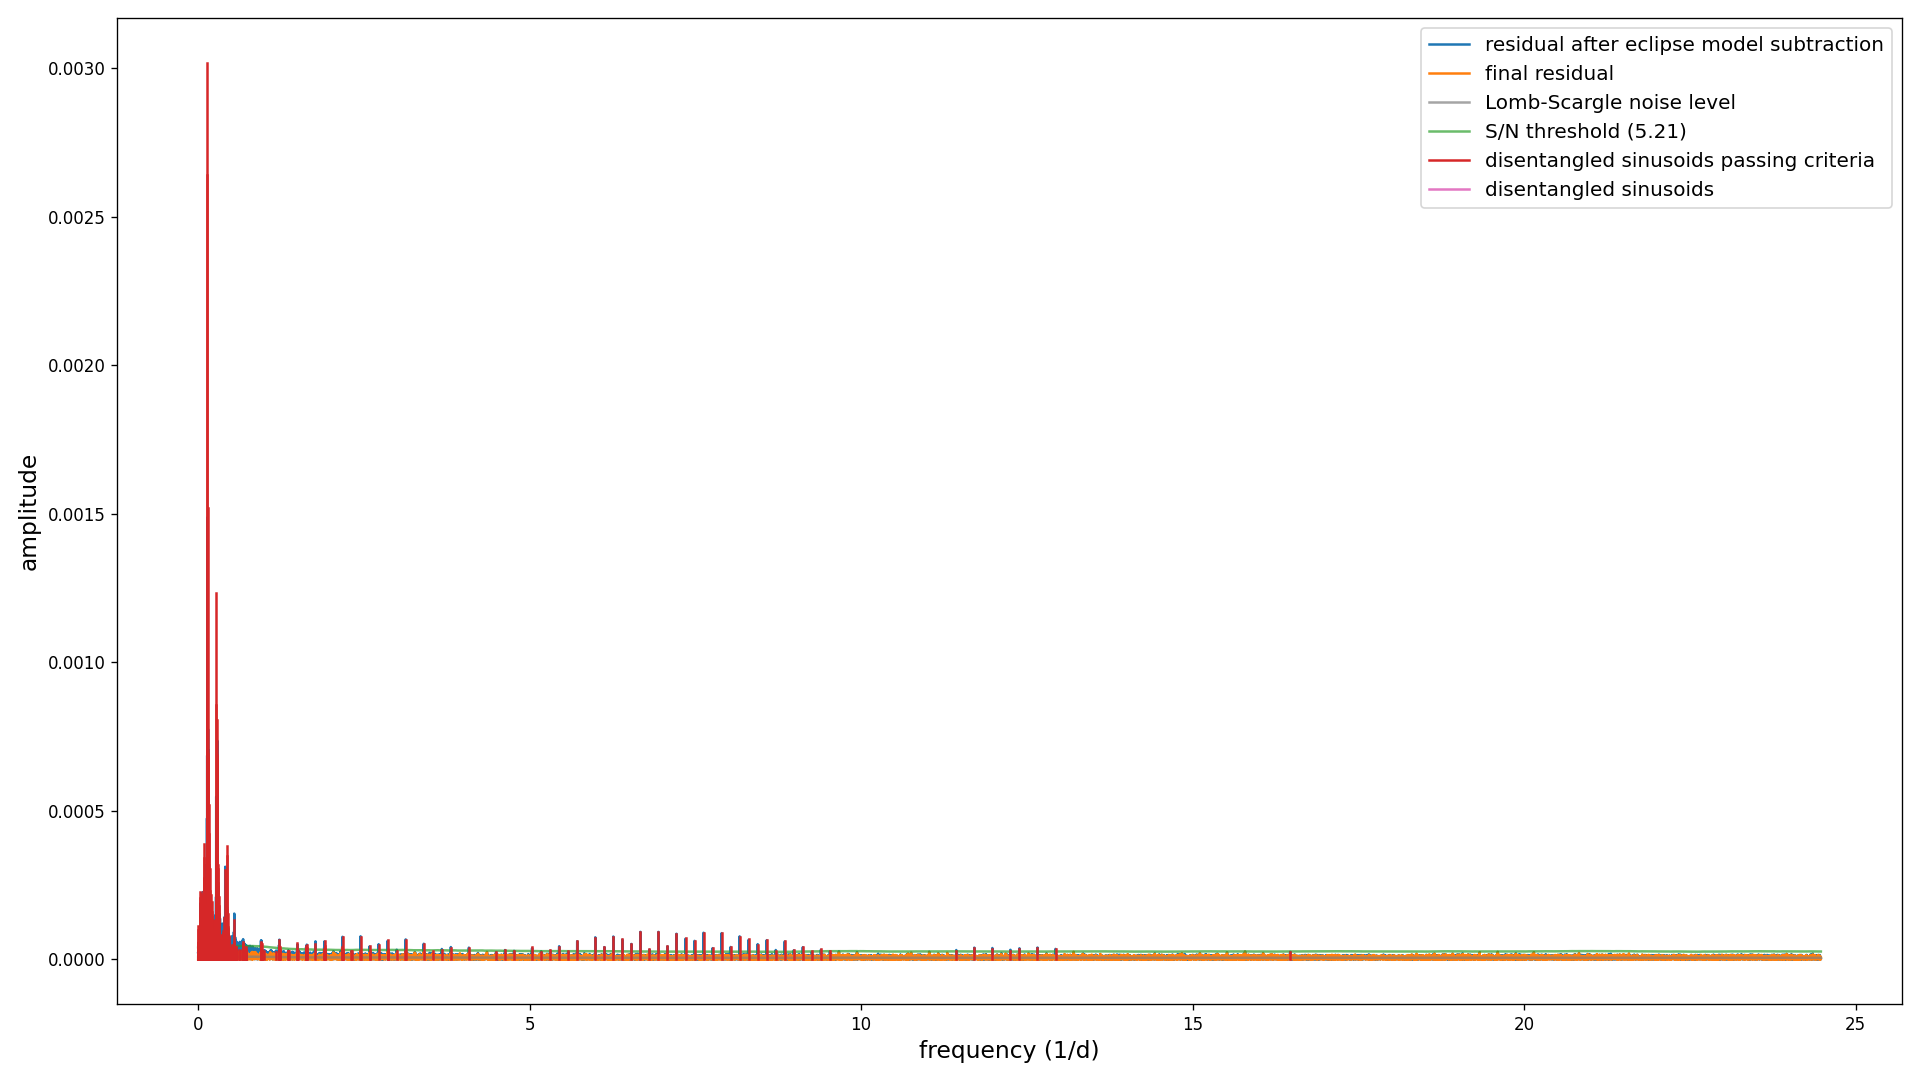 residual after eclipse model subtraction
final residual
Lomb-Scargle noise level
S/N threshold (5.21)
disentangled sinusoids passing criteria
disentangled sinusoids
amplitude
0.0030
0.0025
0.0020
0.0015
0.0010
0.0005
0.0000
0 5 10 15 20 25
frequency (1/d)